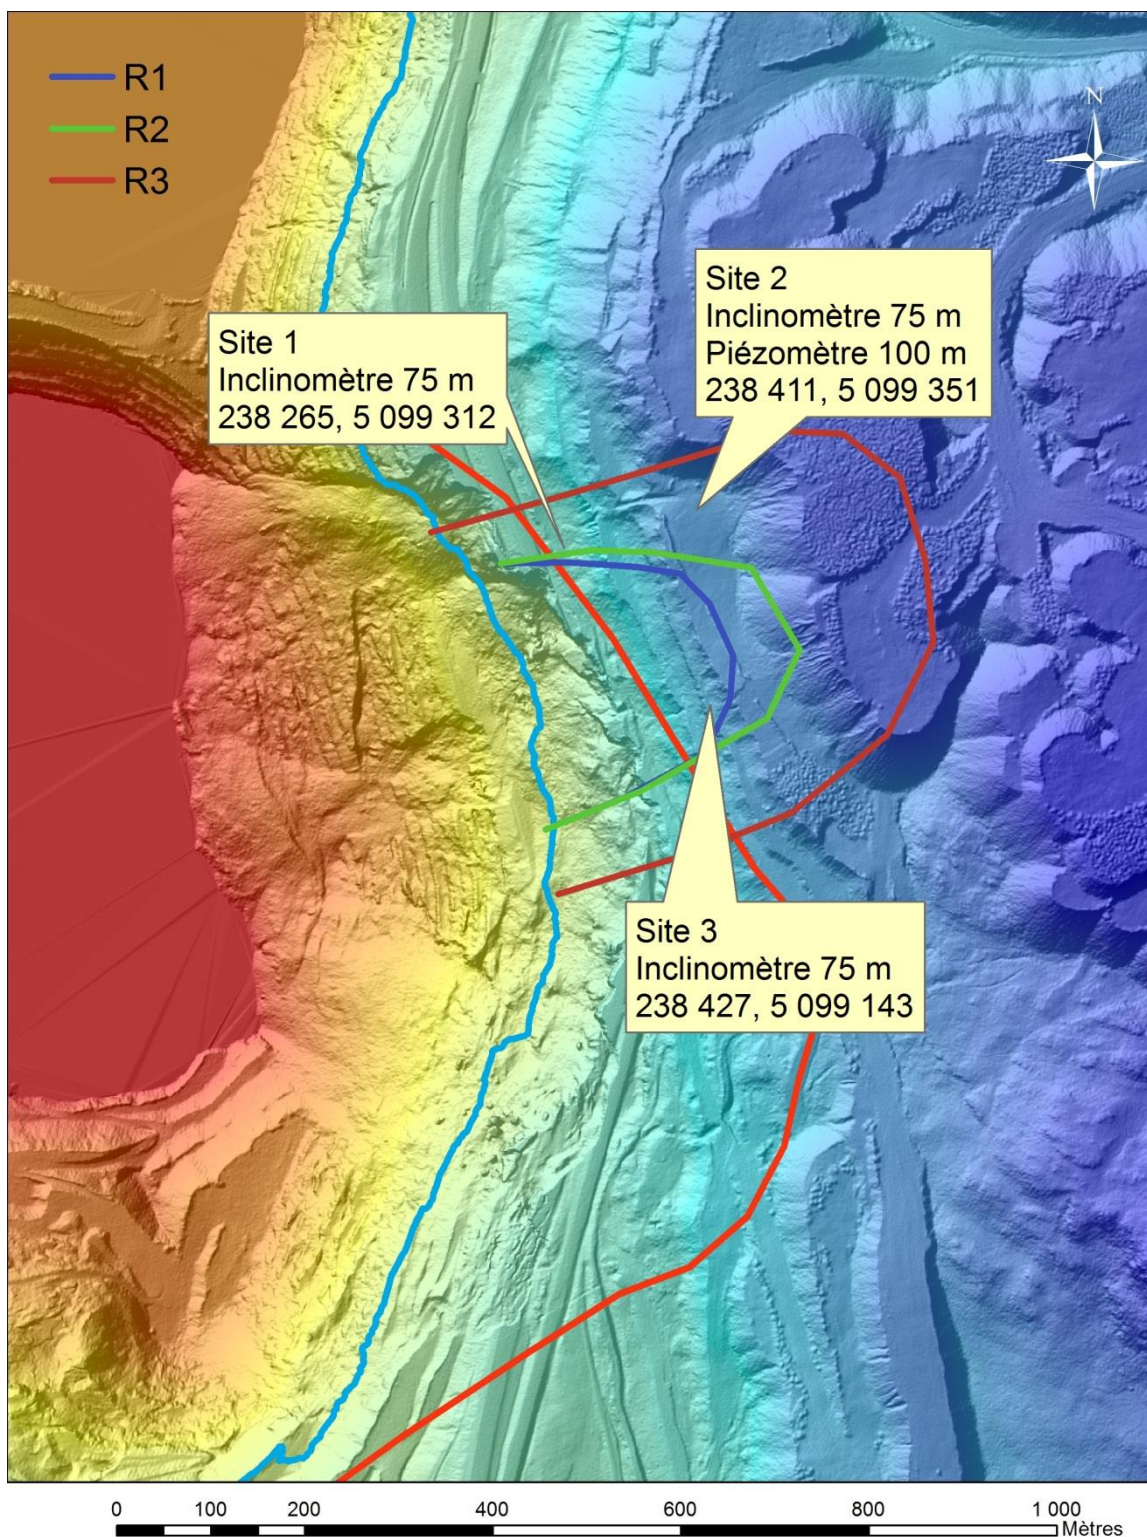 R1
R2
R3
N
Site 2
Inclinomètre 75 m
Piézomètre 100 m
238 411, 5 099 351
Site 1
Inclinomètre 75 m
238 265, 5 099 312
Site 3
Inclinomètre 75 m
238 427, 5 099 143
0 100 200 400 600 800 1 000
Mètres